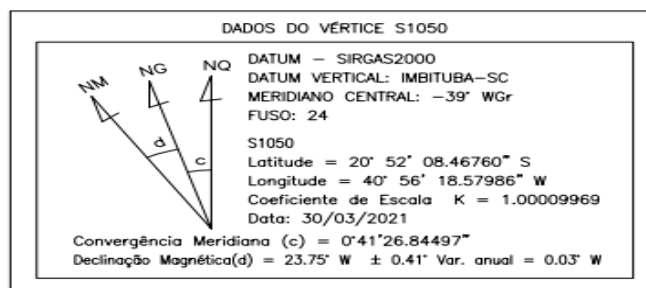 DADOS DO VÉRTICE S1050
NM NG NQ
d c
DATUM - SIRGAS2000
DATUM VERTICAL: IMBITUBA-SC
MERIDIANO CENTRAL: -39° WGr
FUSO: 24
S1050
Latitude = 20° 52' 08.46760" S
Longitude = 40° 56' 18.57986" W
Coeficiente de Escala K = 1.00009969
Data: 30/03/2021
Convergência Meridiana (c) = 0°41'26.84497"
Declinação Magnética(d) = 23.75° W ± 0.41° Var. anual = 0.03° W